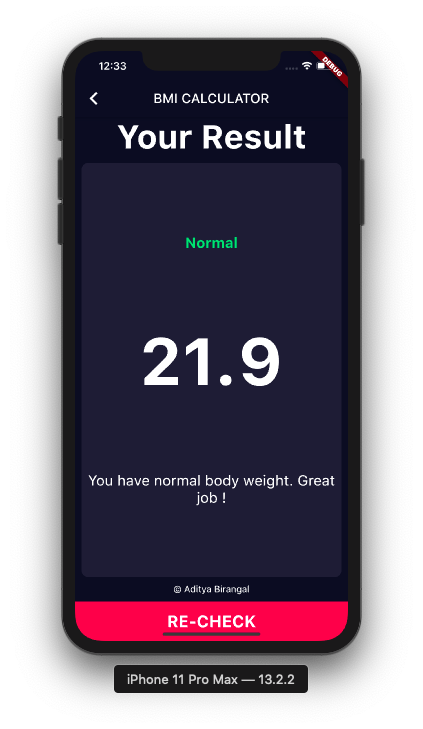 12:33
DEBUG
BMI CALCULATOR
Your Result
Normal
21.9
You have normal body weight. Great
job !
© Aditya Birangal
RE-CHECK
iPhone 11 Pro Max — 13.2.2